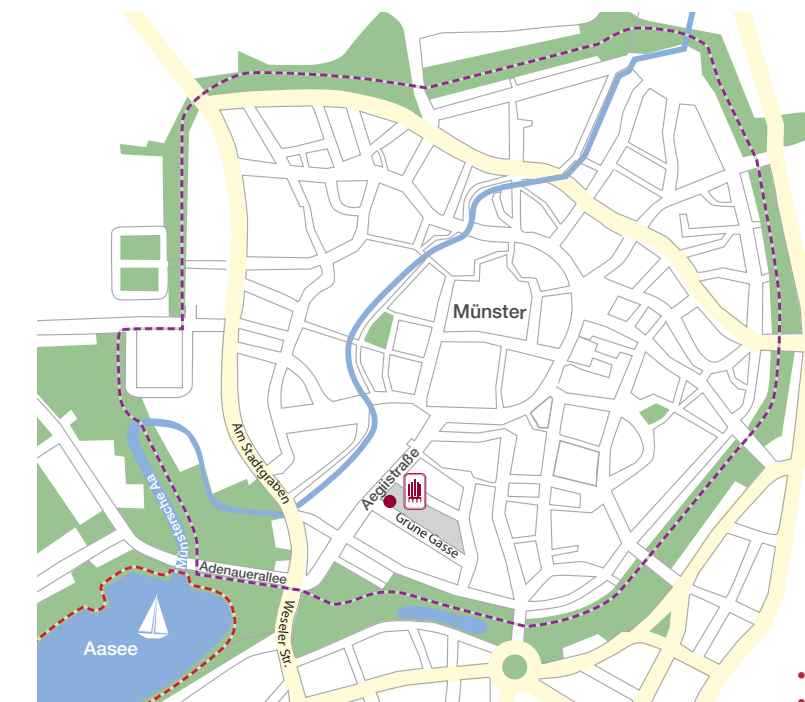 Münster
Am Stadtgraben
Aegiistraße
Grüne Gasse
Münstersche Aa
Adenauerallee
Weseler Str.
Aasee